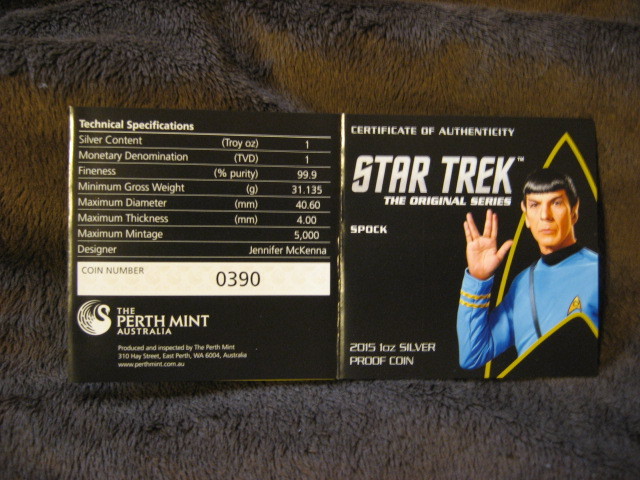 Technical Specifications
Silver Content (Troy oz) 1
Monetary Denomination (TVD) 1
Fineness (% purity) 99.9
Minimum Gross Weight (g) 31.135
Maximum Diameter (mm) 40.60
Maximum Thickness (mm) 4.00
Maximum Mintage 5,000
Designer Jennifer McKenna
COIN NUMBER 0390
THE
PERTH MINT
AUSTRALIA
Produced and inspected by The Perth Mint
310 Hay Street, East Perth, WA 6004, Australia
www.perthmint.com.au
CERTIFICATE OF AUTHENTICITY
STAR TREK™
THE ORIGINAL SERIES
SPOCK
2015 1oz SILVER
PROOF COIN